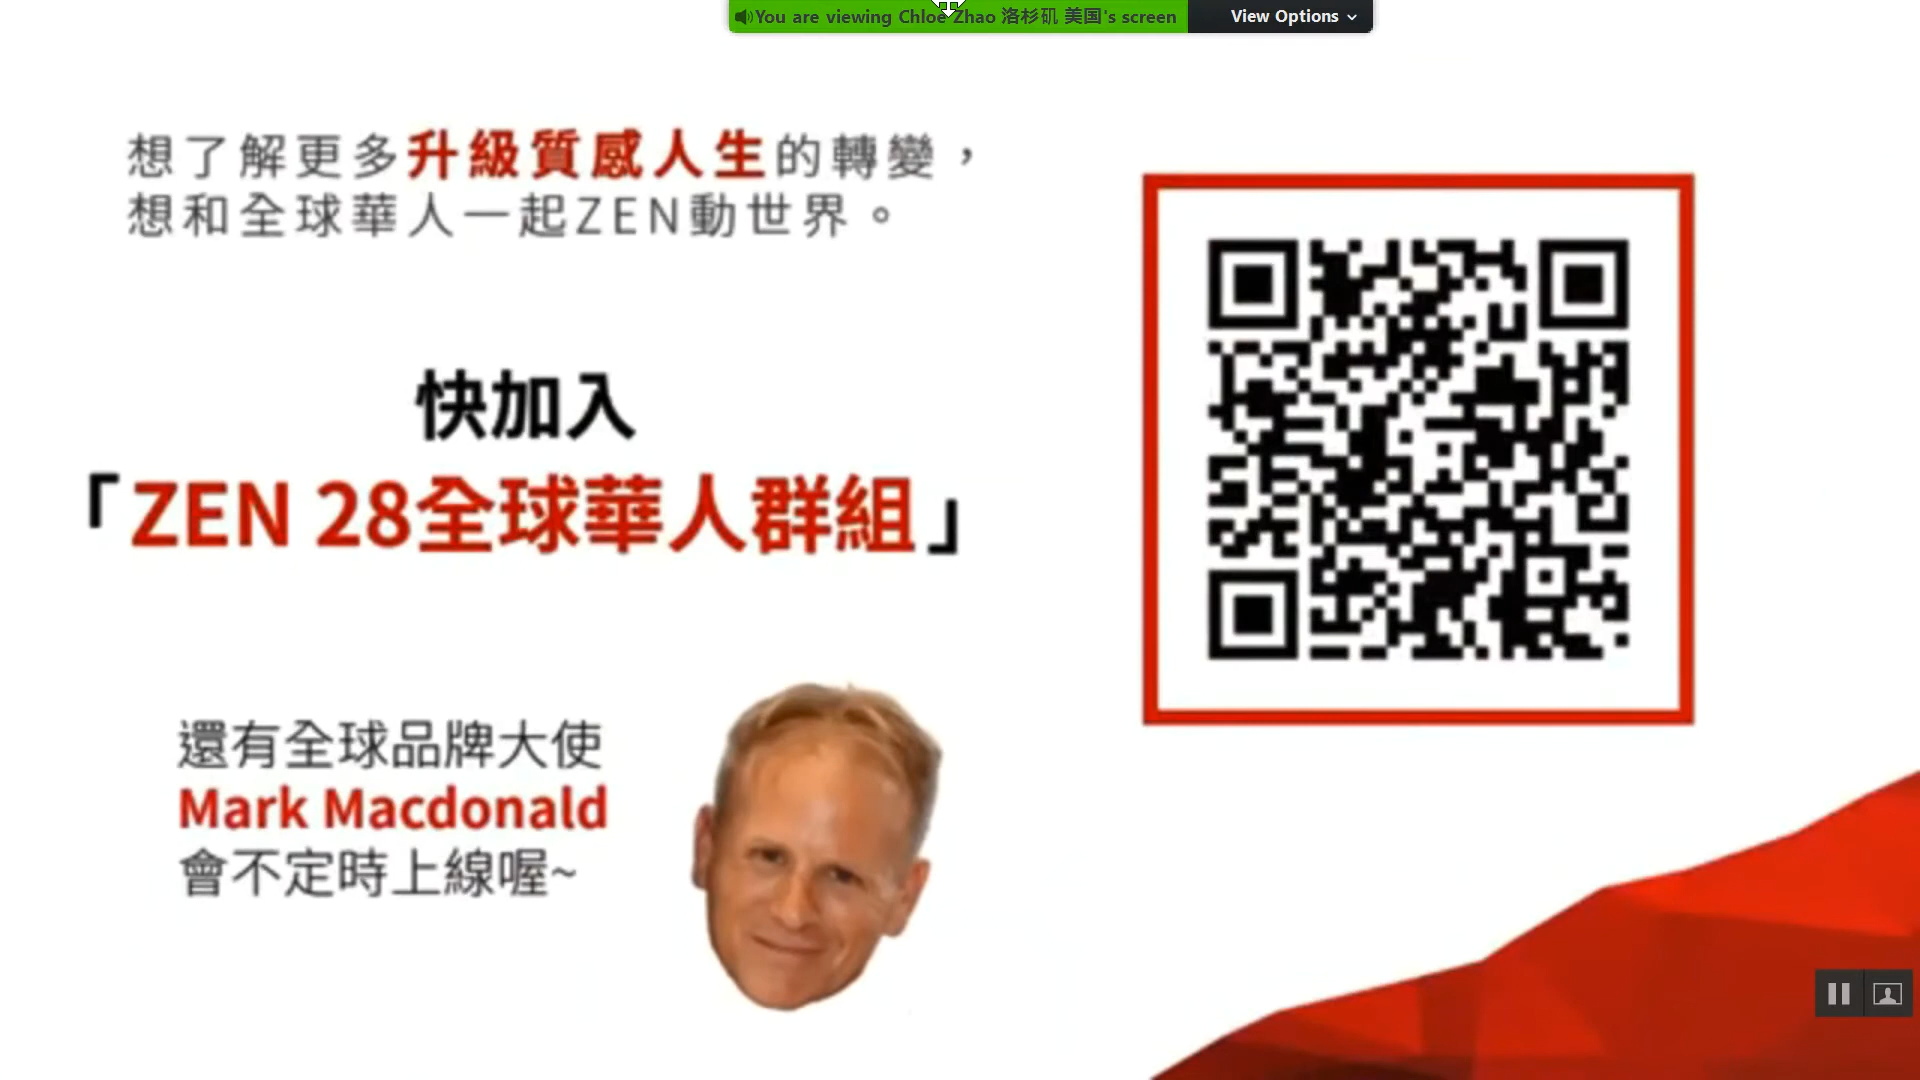 You are viewing Chloe Zhao 洛杉矶 美国's screen
View Options
想了解更多升級質感人生的轉變，
想和全球華人一起ZEN動世界。
快加入
「ZEN 28全球華人群組」
還有全球品牌大使
Mark Macdonald
會不定時上線喔~